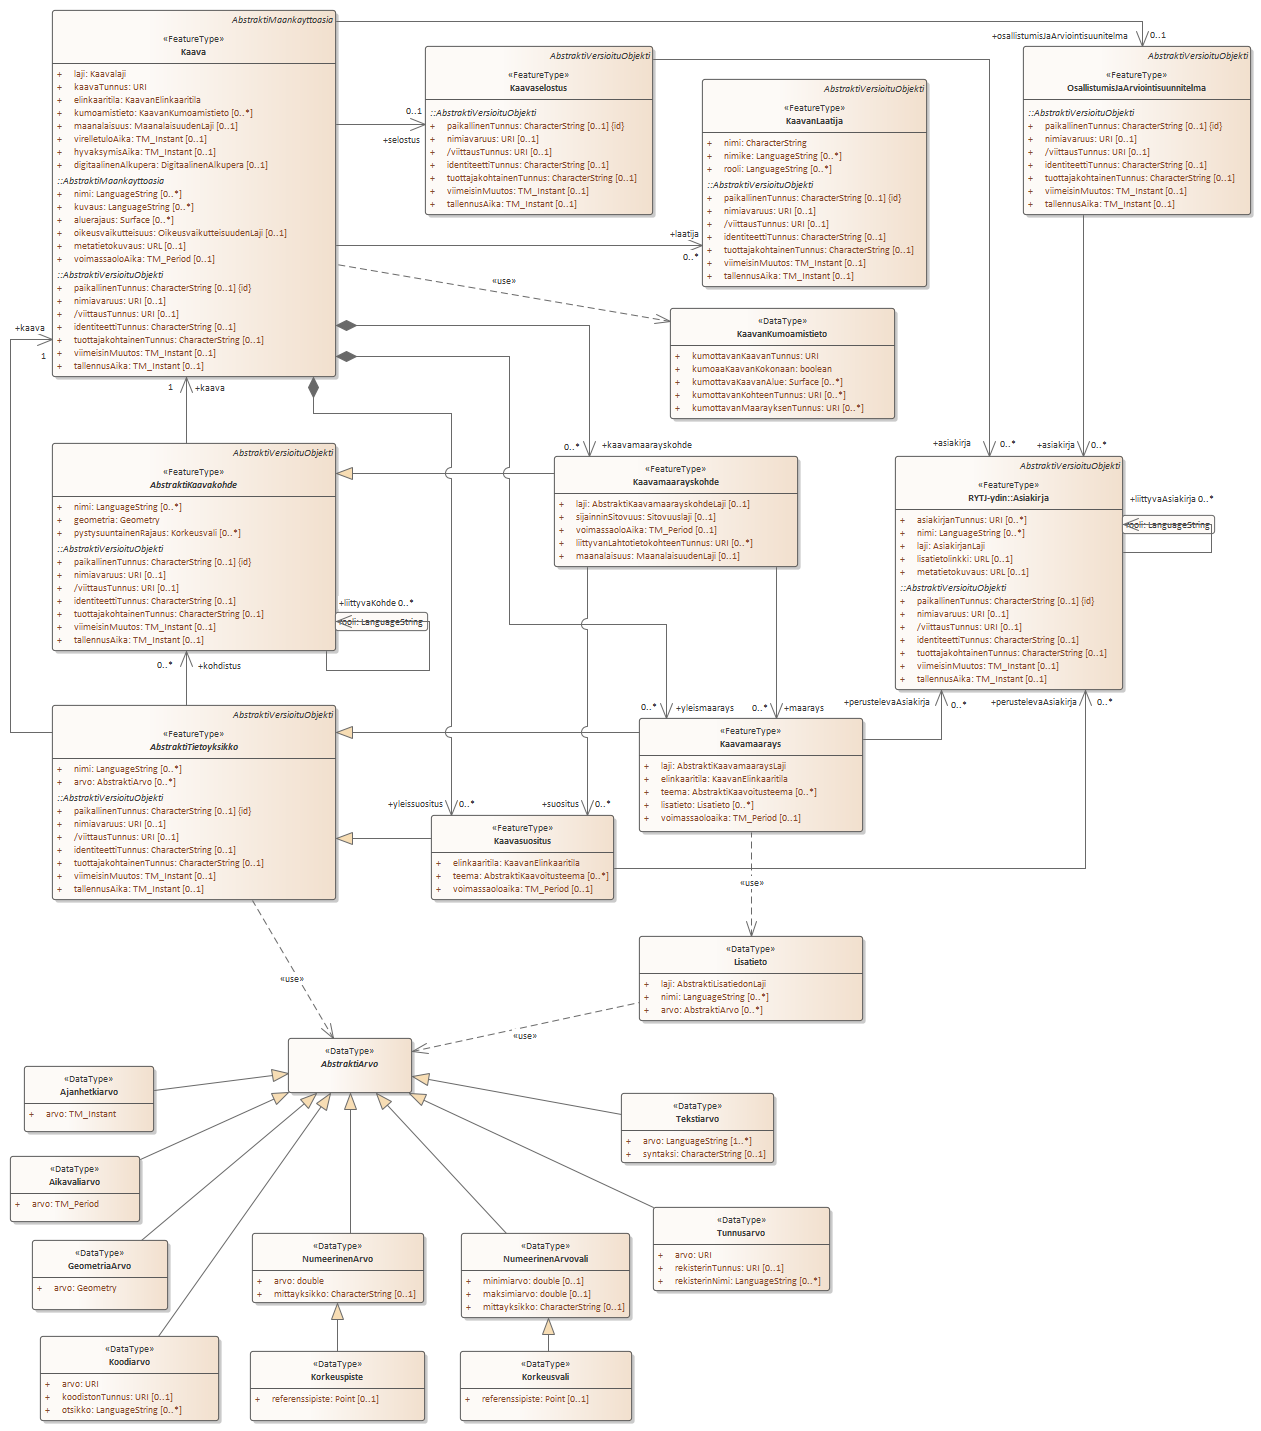 AbstraktiMaankayttoasia
«FeatureType»
Kaava
+ laji: Kaavalaji
+ kaavaTunnus: URI
+ elinkaaritila: KaavanElinkaaritila
+ kumoamistieto: KaavanKumoamistieto [0..*]
+ maanalaisuus: MaanalaisuudenLaji [0..1]
+ vireilletuloAika: TM_Instant [0..1]
+ hyvaksymisAika: TM_Instant [0..1]
+ digitaalinenAlkupera: DigitaalinenAlkupera [0..1]
::AbstraktiMaankayttoasia
+ nimi: LanguageString [0..*]
+ kuvaus: LanguageString [0..*]
+ aluerajaus: Surface [0..*]
+ oikeusvaikutteisuus: OikeusvaikutteisuudenLaji [0..1]
+ metatietokuvaus: URL [0..1]
+ voimassaoloAika: TM_Period [0..1]
::AbstraktiVersioituObjekti
+ paikallinenTunnus: CharacterString [0..1] {id}
+ nimiavaruus: URI [0..1]
+ /viittausTunnus: URI [0..1]
+ identiteettiTunnus: CharacterString [0..1]
+ tuottajakohtainenTunnus: CharacterString [0..1]
+ viimeisinMuutos: TM_Instant [0..1]
+ tallennusAika: TM_Instant [0..1]
+osallistumisJaArviointisuunitelma
0..1
AbstraktiVersioituObjekti
«FeatureType»
Kaavaselostus
::AbstraktiVersioituObjekti
+ paikallinenTunnus: CharacterString [0..1] {id}
+ nimiavaruus: URI [0..1]
+ /viittausTunnus: URI [0..1]
+ identiteettiTunnus: CharacterString [0..1]
+ tuottajakohtainenTunnus: CharacterString [0..1]
+ viimeisinMuutos: TM_Instant [0..1]
+ tallennusAika: TM_Instant [0..1]
0..1
+selostus
AbstraktiVersioituObjekti
«FeatureType»
KaavanLaatija
+ nimi: CharacterString
+ nimike: LanguageString [0..*]
+ rooli: LanguageString [0..*]
::AbstraktiVersioituObjekti
+ paikallinenTunnus: CharacterString [0..1] {id}
+ nimiavaruus: URI [0..1]
+ /viittausTunnus: URI [0..1]
+ identiteettiTunnus: CharacterString [0..1]
+ tuottajakohtainenTunnus: CharacterString [0..1]
+ viimeisinMuutos: TM_Instant [0..1]
+ tallennusAika: TM_Instant [0..1]
+laatija
0..*
AbstraktiVersioituObjekti
«FeatureType»
OsallistumisJaArviointisuunnitelma
::AbstraktiVersioituObjekti
+ paikallinenTunnus: CharacterString [0..1] {id}
+ nimiavaruus: URI [0..1]
+ /viittausTunnus: URI [0..1]
+ identiteettiTunnus: CharacterString [0..1]
+ tuottajakohtainenTunnus: CharacterString [0..1]
+ viimeisinMuutos: TM_Instant [0..1]
+ tallennusAika: TM_Instant [0..1]
«use»
«DataType»
KaavanKumoamistieto
+ kumottavanKaavanTunnus: URI
+ kumoaaKaavanKokonaan: boolean
+ kumottavaKaavanAlue: Surface [0..*]
+ kumottavanKohteenTunnus: URI [0..*]
+ kumottavanMaarayksenTunnus: URI [0..*]
+kaava
1
1
+kaava
AbstraktiVersioituObjekti
«FeatureType»
AbstraktiKaavakohde
+ nimi: LanguageString [0..*]
+ geometria: Geometry
+ pystysuuntainenRajaus: Korkeusvali [0..*]
::AbstraktiVersioituObjekti
+ paikallinenTunnus: CharacterString [0..1] {id}
+ nimiavaruus: URI [0..1]
+ /viittausTunnus: URI [0..1]
+ identiteettiTunnus: CharacterString [0..1]
+ tuottajakohtainenTunnus: CharacterString [0..1]
+ viimeisinMuutos: TM_Instant [0..1]
+ tallennusAika: TM_Instant [0..1]
+liittyvaKohde 0..*
rooli: LanguageString
0..*
+kohdistus
0..*
+kaavamaarayskohde
«FeatureType»
Kaavamaarayskohde
+ laji: AbstraktiKaavamaarayskohdeLaji [0..1]
+ sijainninSitovuus: Sitovuuslaji [0..1]
+ voimassaoloAika: TM_Period [0..1]
+ liittyvanLahtotietokohteenTunnus: URI [0..*]
+ maanalaisuus: MaanalaisuudenLaji [0..1]
+asiakirja
0..*
+asiakirja
0..*
AbstraktiVersioituObjekti
«FeatureType»
RYTJ-ydin::Asiakirja
+ asiakirjanTunnus: URI [0..*]
+ nimi: LanguageString [0..*]
+ laji: AsiakirjanLaji
+ lisatietolinkki: URL [0..1]
+ metatietokuvaus: URL [0..1]
::AbstraktiVersioituObjekti
+ paikallinenTunnus: CharacterString [0..1] {id}
+ nimiavaruus: URI [0..1]
+ /viittausTunnus: URI [0..1]
+ identiteettiTunnus: CharacterString [0..1]
+ tuottajakohtainenTunnus: CharacterString [0..1]
+ viimeisinMuutos: TM_Instant [0..1]
+ tallennusAika: TM_Instant [0..1]
+liittyvaAsiakirja 0..*
rooli: LanguageString
AbstraktiVersioituObjekti
«FeatureType»
AbstraktiTietoyksikko
+ nimi: LanguageString [0..*]
+ arvo: AbstraktiArvo [0..*]
::AbstraktiVersioituObjekti
+ paikallinenTunnus: CharacterString [0..1] {id}
+ nimiavaruus: URI [0..1]
+ /viittausTunnus: URI [0..1]
+ identiteettiTunnus: CharacterString [0..1]
+ tuottajakohtainenTunnus: CharacterString [0..1]
+ viimeisinMuutos: TM_Instant [0..1]
+ tallennusAika: TM_Instant [0..1]
0..*
+yleismaarays
0..*
+maarays
«FeatureType»
Kaavamaarays
+ laji: AbstraktiKaavamaaraysLaji
+ elinkaaritila: KaavanElinkaaritila
+ teema: AbstraktiKaavoitusteema [0..*]
+ lisatieto: Lisatieto [0..*]
+ voimassaoloaika: TM_Period [0..1]
+perustelevaAsiakirja
0..*
+perustelevaAsiakirja
0..*
+yleissuositus
0..*
+suositus
0..*
«FeatureType»
Kaavasuositus
+ elinkaaritila: KaavanElinkaaritila
+ teema: AbstraktiKaavoitusteema [0..*]
+ voimassaoloaika: TM_Period [0..1]
«use»
«DataType»
Lisatieto
+ laji: AbstraktiLisatiedonLaji
+ nimi: LanguageString [0..*]
+ arvo: AbstraktiArvo [0..*]
«use»
«use»
«DataType»
AbstraktiArvo
«DataType»
Ajanhetkiarvo
+ arvo: TM_Instant
«DataType»
Tekstiarvo
+ arvo: LanguageString [1..*]
+ syntaksi: CharacterString [0..1]
«DataType»
Aikavaliarvo
+ arvo: TM_Period
«DataType»
Tunnusarvo
+ arvo: URI
+ rekisterinTunnus: URI [0..1]
+ rekisterinNimi: LanguageString [0..*]
«DataType»
GeometriaArvo
+ arvo: Geometry
«DataType»
NumeerinenArvo
+ arvo: double
+ mittayksikko: CharacterString [0..1]
«DataType»
NumeerinenArvovali
+ minimiarvo: double [0..1]
+ maksimiarvo: double [0..1]
+ mittayksikko: CharacterString [0..1]
«DataType»
Koodiarvo
+ arvo: URI
+ koodistonTunnus: URI [0..1]
+ otsikko: LanguageString [0..*]
«DataType»
Korkeuspiste
+ referenssipiste: Point [0..1]
«DataType»
Korkeusvali
+ referenssipiste: Point [0..1]